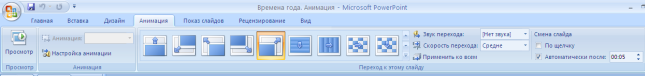 Времена года. Анимация - Microsoft PowerPoint
Главная Вставка Дизайн Анимация Показ слайдов Рецензирование Вид
Просмотр
Анимация:
Настройка анимации
Звук перехода: [Нет звука]
Скорость перехода: Средне
Применить ко всем
Смена слайда
По щелчку
Автоматически после: 00:05
Просмотр Анимация Переход к этому слайду